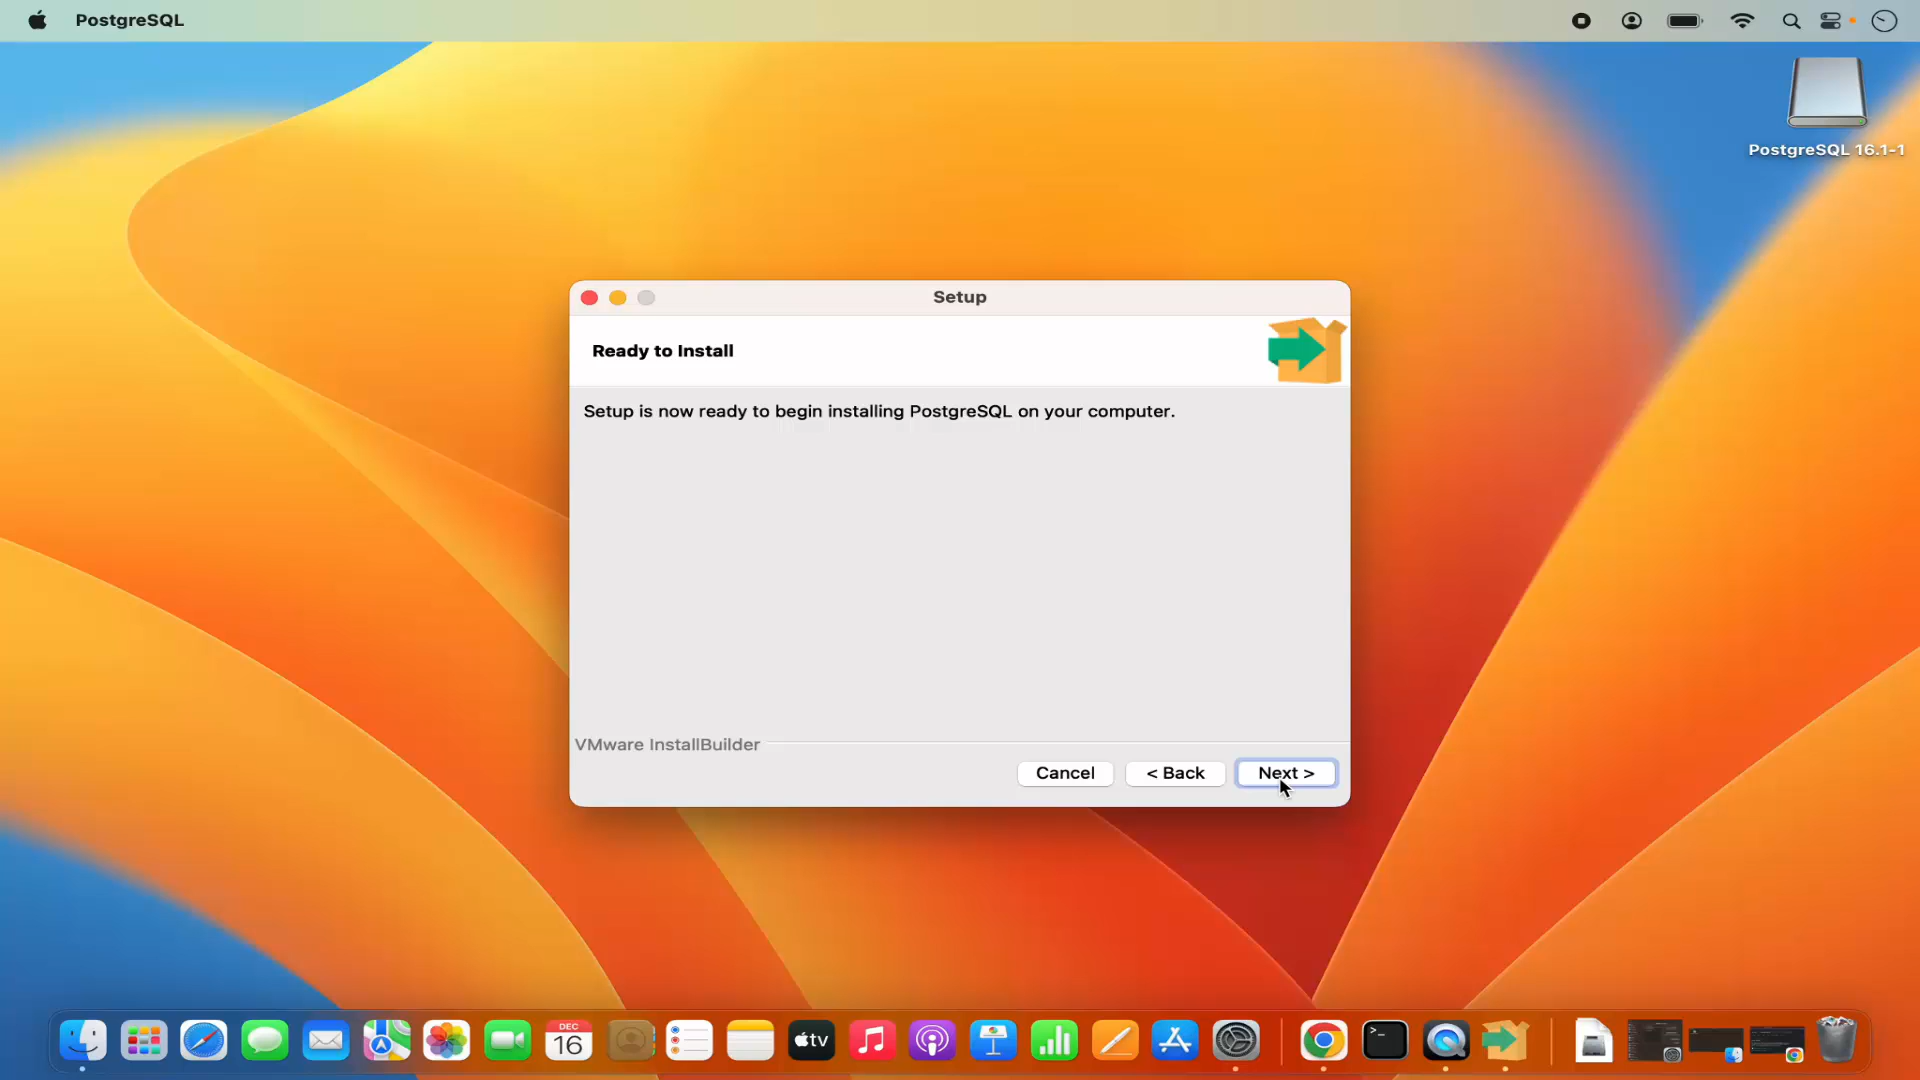 PostgreSQL
PostgreSQL 16.1-1
Setup
Ready to Install
Setup is now ready to begin installing PostgreSQL on your computer.
VMware InstallBuilder
Cancel
< Back
Next >
DEC
16
tv
>_